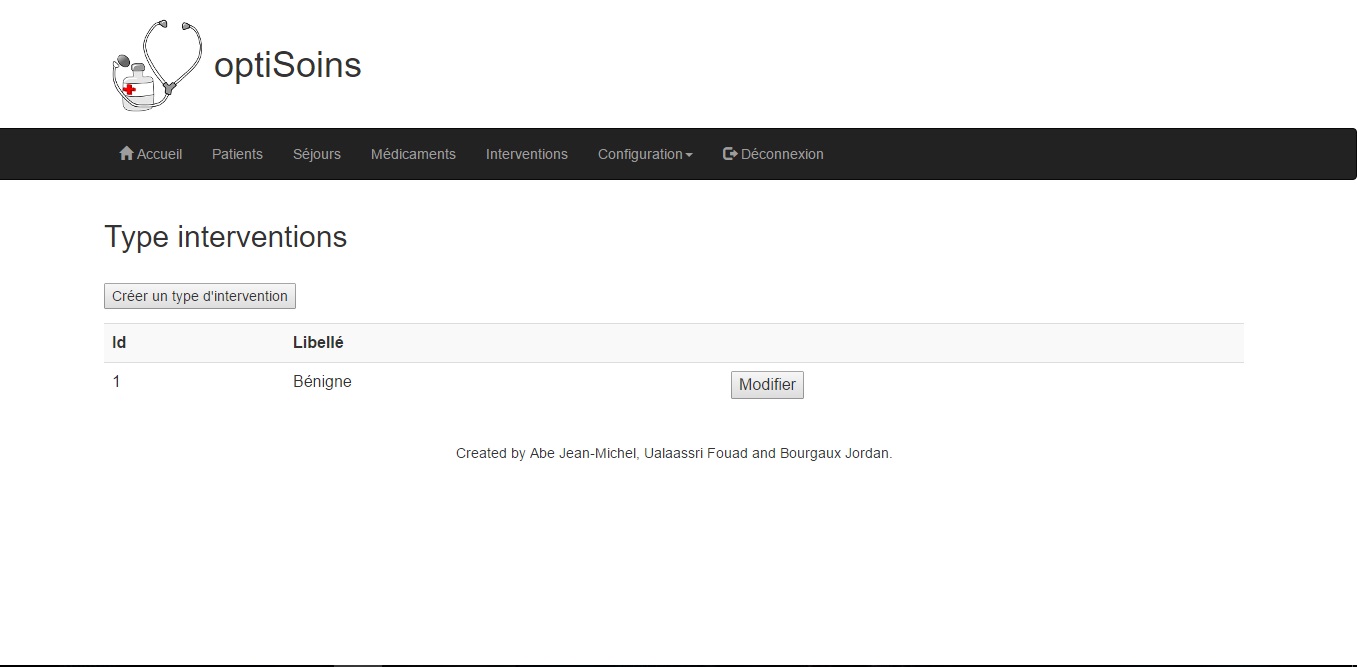 optiSoins
Accueil Patients Séjours Médicaments Interventions Configuration Déconnexion
Type interventions
Créer un type d'intervention
Id Libellé
1 Bénigne Modifier
Created by Abe Jean-Michel, Ualaassri Fouad and Bourgaux Jordan.